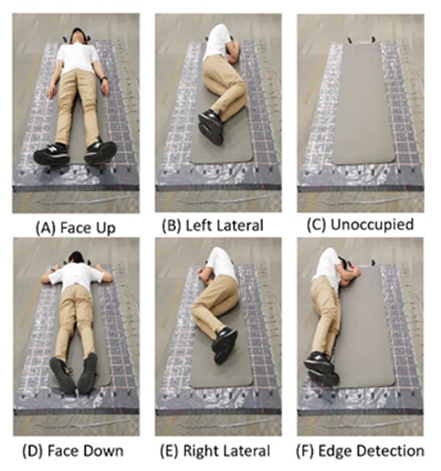 (A) Face Up
(B) Left Lateral
(C) Unoccupied
(D) Face Down
(E) Right Lateral
(F) Edge Detection